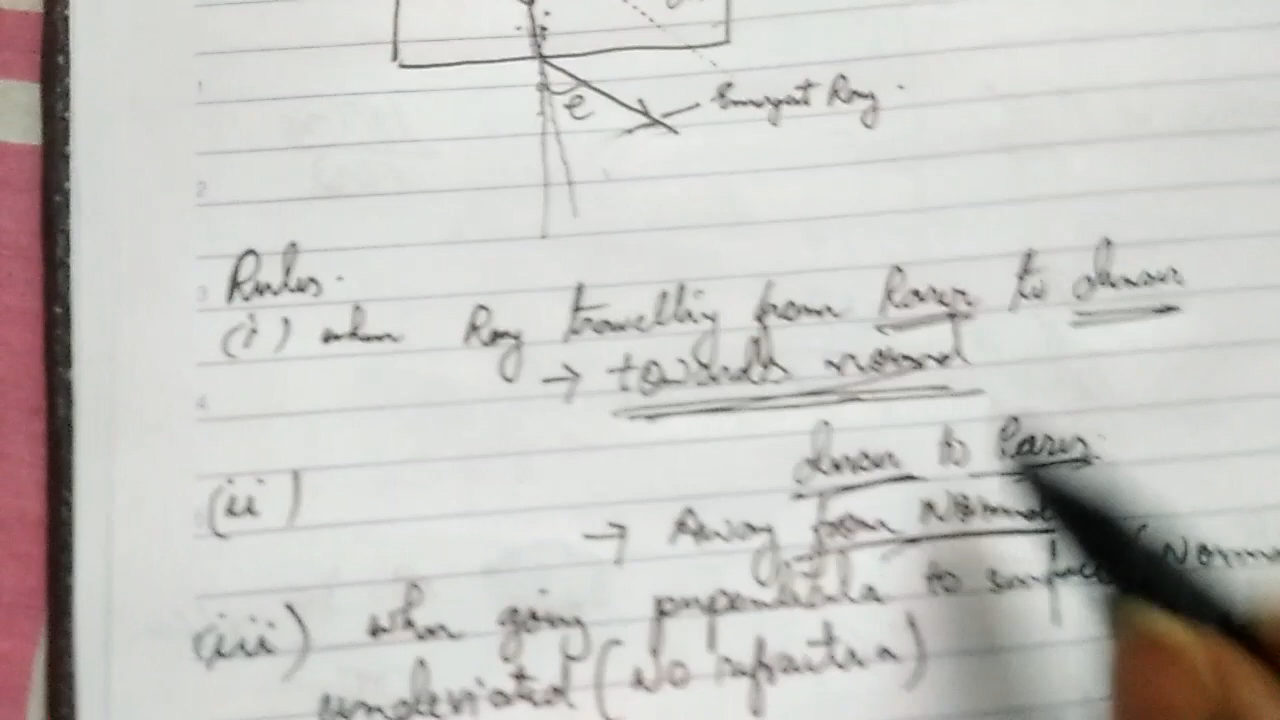 e
Emergent Ray.
Rules.
(i) when Ray travelling from Rarer to denser
→ towards normal
(ii) denser to Rarer
→ Away from Normal
(iii) when going perpendicular to surface (Norma
undeviated (No refraction)